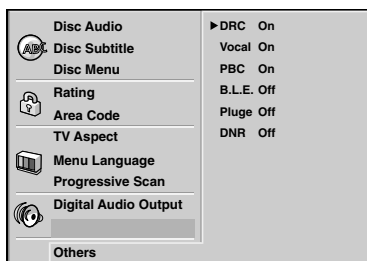 Disc Audio
ABC Disc Subtitle
Disc Menu
Rating
Area Code
TV Aspect
Menu Language
Progressive Scan
Digital Audio Output
Others
DRC On
Vocal On
PBC On
B.L.E. Off
Pluge Off
DNR Off